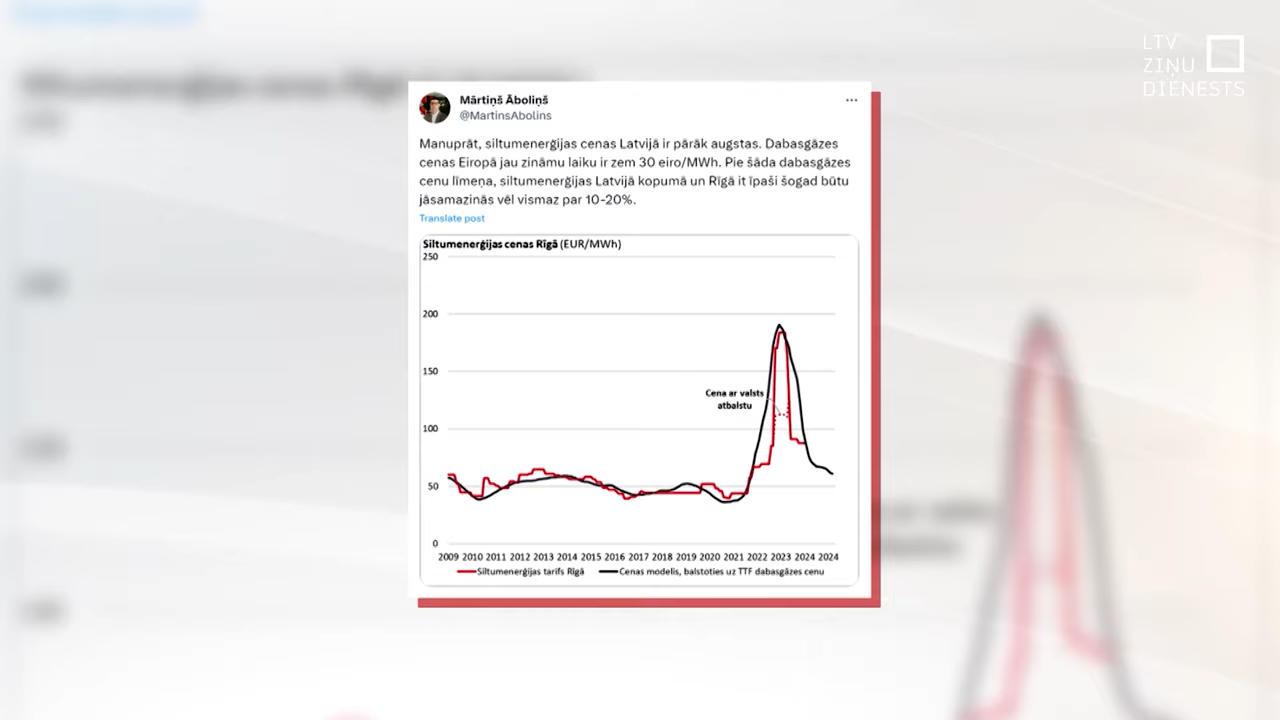 LTV
ZIŅU
DIENESTS
Mārtiņš Āboliņš
@MartinsAbolins
Manuprāt, siltumenerģijas cenas Latvijā ir pārāk augstas. Dabasgāzes
cenas Eiropā jau zināmu laiku ir zem 30 eiro/MWh. Pie šāda dabasgāzes
cenu līmeņa, siltumenerģijas Latvijā kopumā un Rīgā it īpaši šogad būtu
jāsamazinās vēl vismaz par 10-20%.
Translate post
Siltumenerģijas cenas Rīgā (EUR/MWh)
250
200
150
Cena ar valsts
atbalstu
100
50
0
2009 2010 2011 2012 2013 2014 2015 2016 2017 2018 2019 2020 2021 2022 2023 2024 2024
Siltumenerģijas tarifs Rīgā
Cenas modelis, balstoties uz TTF dabasgāzes cenu